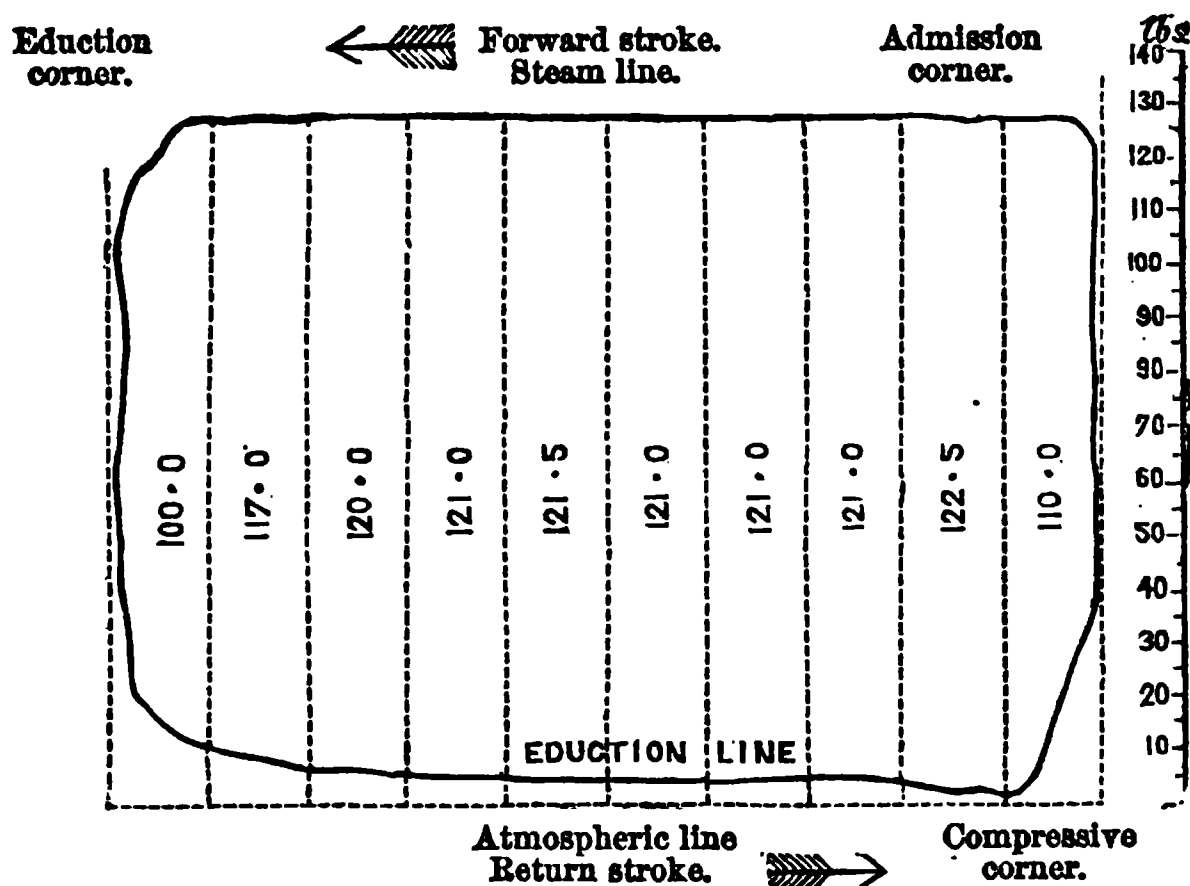 Eduction
corner.
Forward stroke.
Steam line.
Admission
corner.
lbs
140
130
120
110
100
90
80
70
60
50
40
30
20
10
100.0
117.0
120.0
121.0
121.5
121.0
121.0
121.0
122.5
110.0
EDUCTION LINE
Atmospheric line
Return stroke.
Compressive
corner.